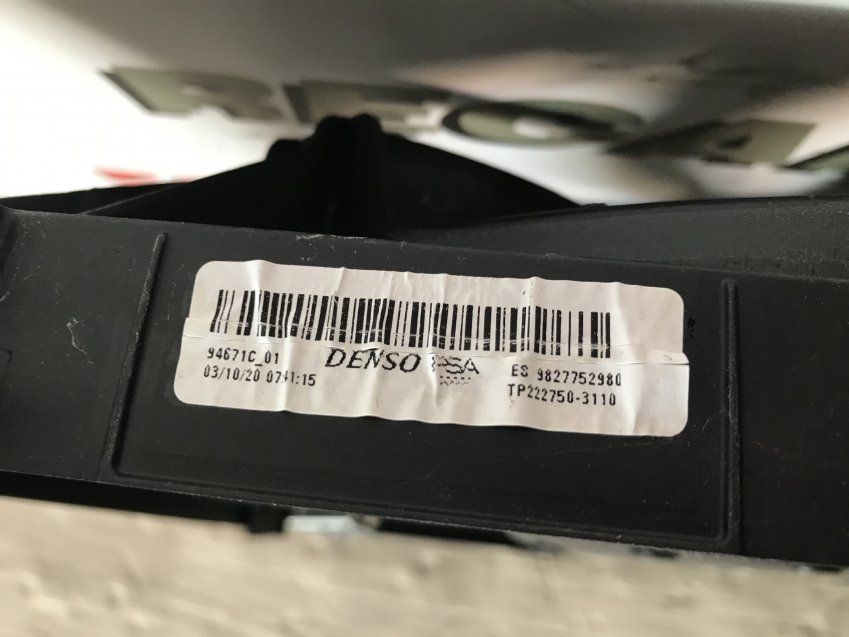 94671C_01
03/10/20 07:41:15
DENSO PSA
ES 9827752980
TP222750-3110